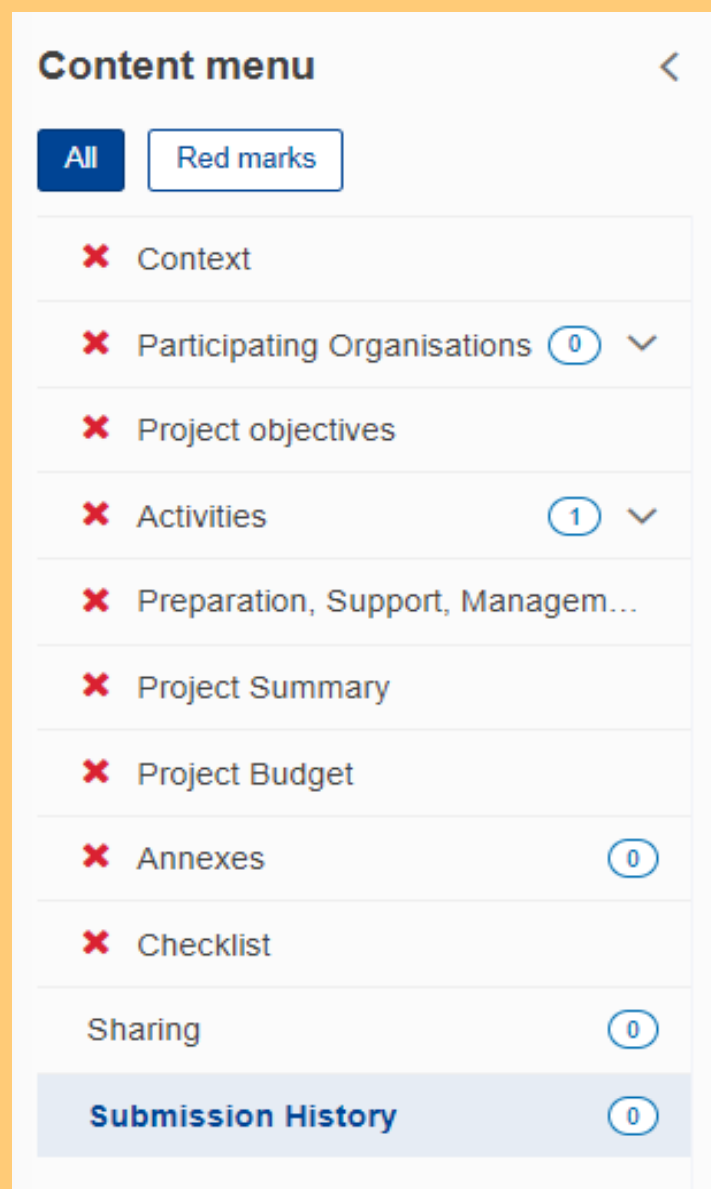 Content menu
All Red marks
Context
Participating Organisations 0
Project objectives
Activities 1
Preparation, Support, Managem...
Project Summary
Project Budget
Annexes 0
Checklist
Sharing 0
Submission History 0